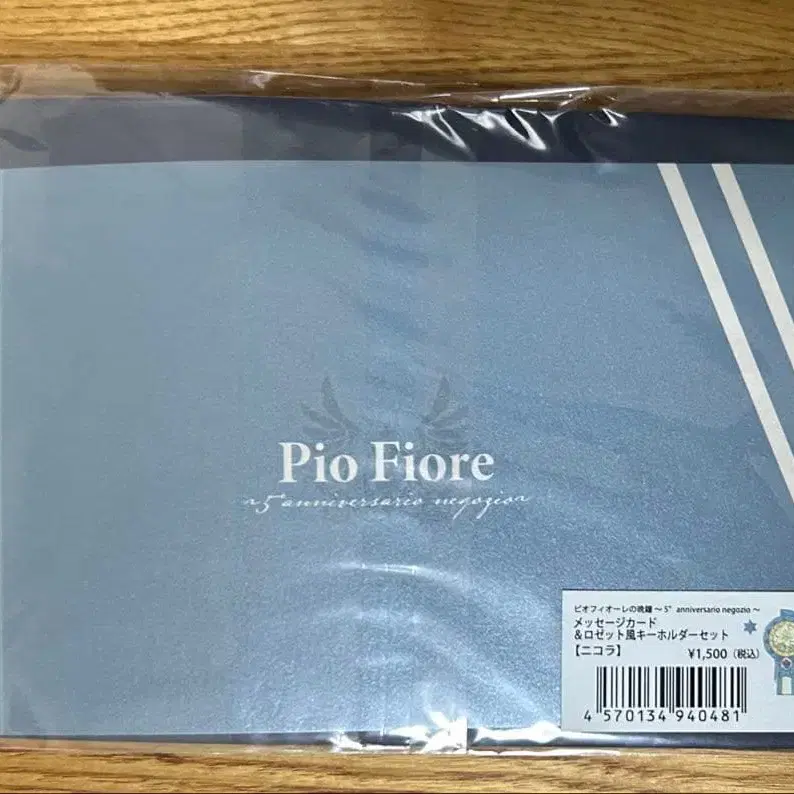 Pio Fiore
~5°anniversario negozio~
ピオフィオーレの晩鐘 ～5°anniversario negozio～
メッセージカード
&ロゼット風キーホルダーセット
【ニコラ】 ¥1,500（税込）
4 570134 940481